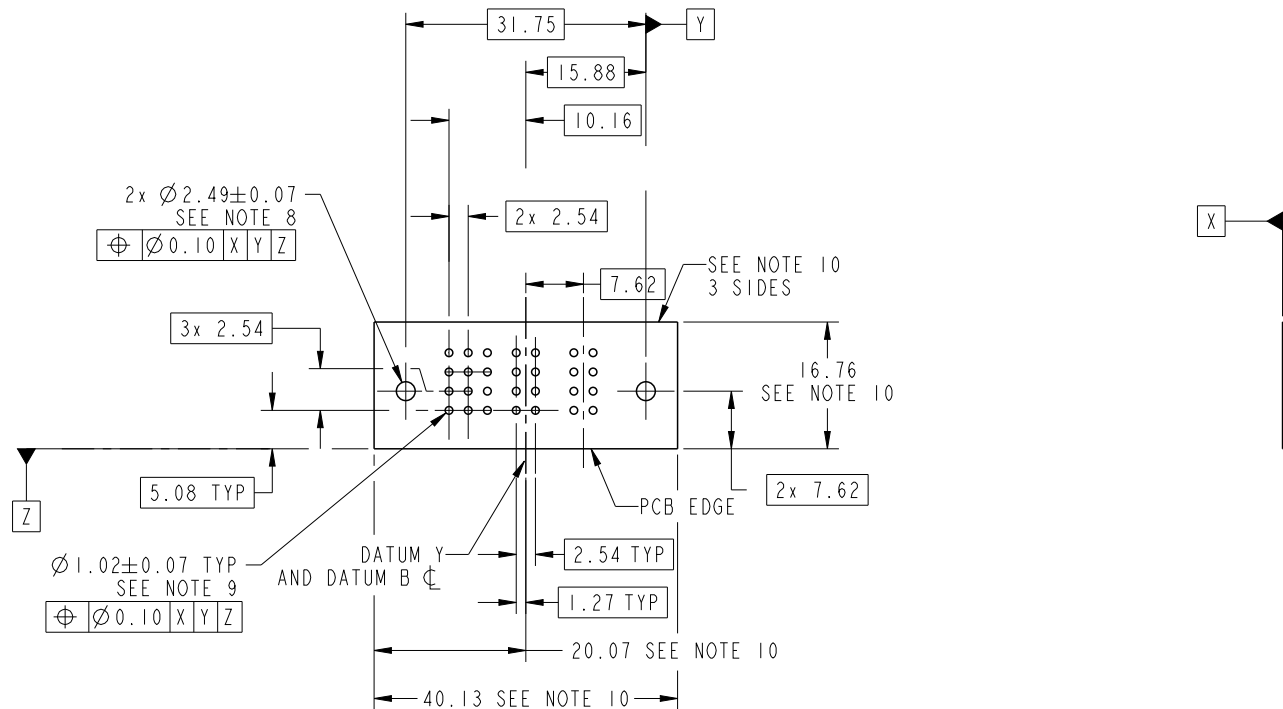 31.75
Y
15.88
10.16
2x Ø2.49±0.07
SEE NOTE 8
⌖ Ø0.10 X Y Z
2x 2.54
X
SEE NOTE 10
3 SIDES
7.62
3x 2.54
16.76
SEE NOTE 10
5.08 TYP
2x 7.62
Z
PCB EDGE
DATUM Y
AND DATUM B ℄
2.54 TYP
Ø1.02±0.07 TYP
SEE NOTE 9
⌖ Ø0.10 X Y Z
1.27 TYP
20.07 SEE NOTE 10
40.13 SEE NOTE 10